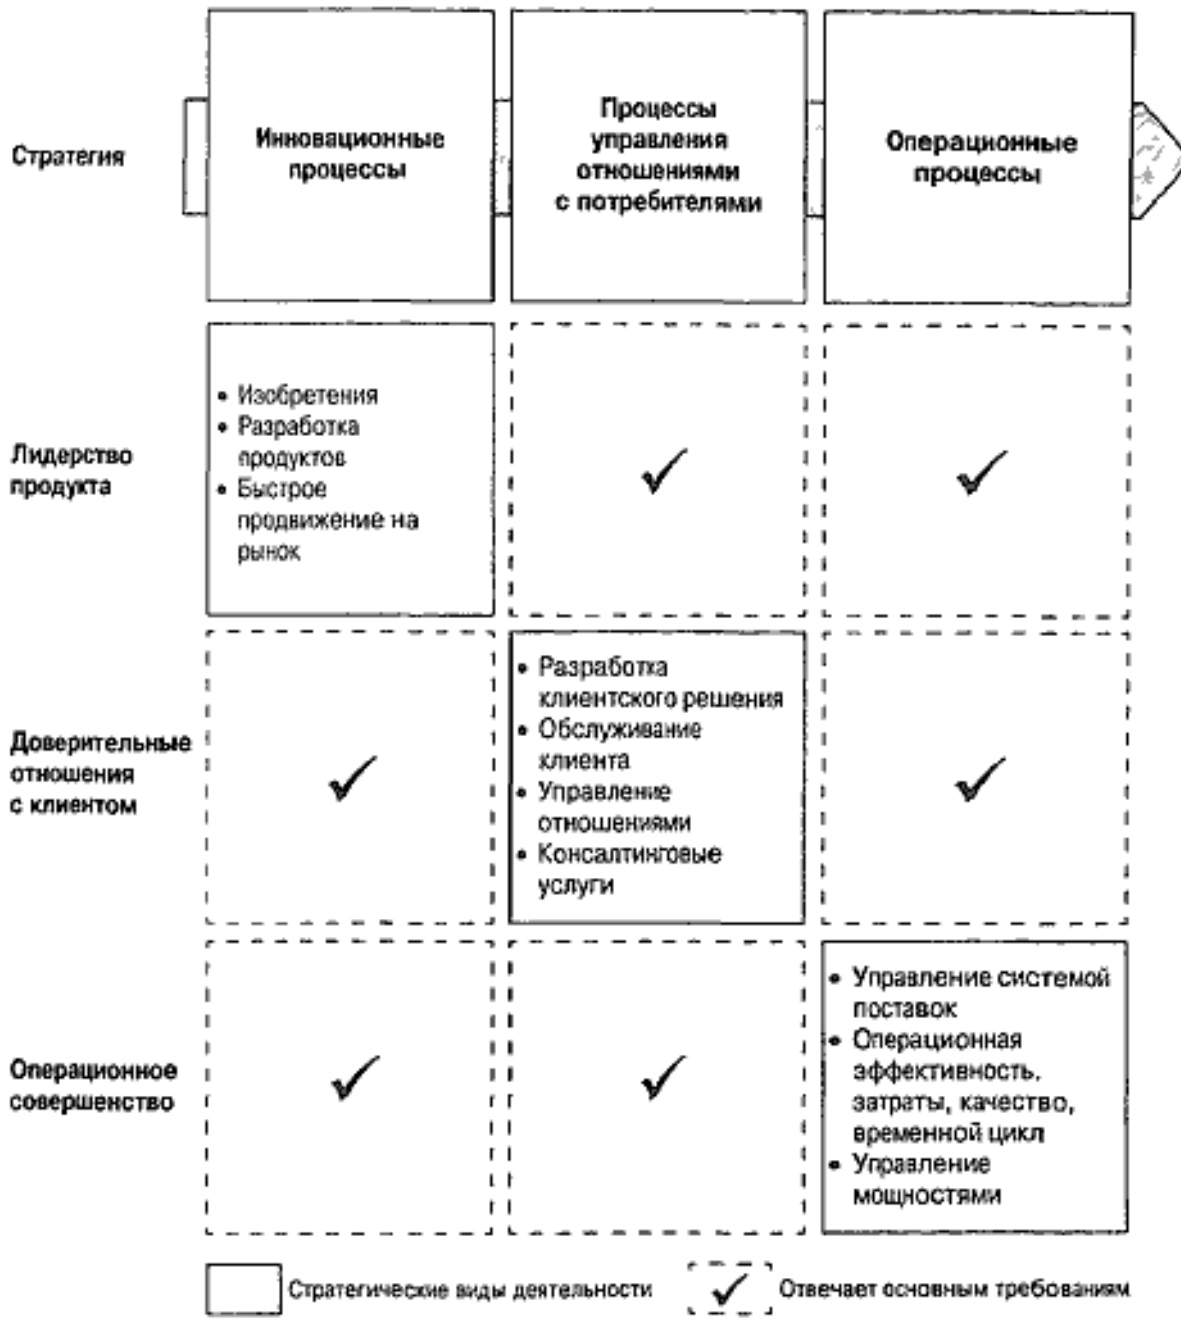 Стратегия
Инновационные
процессы
Процессы
управления
отношениями
с потребителями
Операционные
процессы
Лидерство
продукта
• Изобретения
• Разработка
продуктов
• Быстрое
продвижение на
рынок
Доверительные
отношения
с клиентом
• Разработка
клиентского решения
• Обслуживание
клиента
• Управление
отношениями
• Консалтинговые
услуги
Операционное
совершенство
• Управление системой
поставок
• Операционная
эффективность.
затраты, качество,
временной цикл
• Управление
мощностями
Стратегические виды деятельности
Отвечает основным требованиям